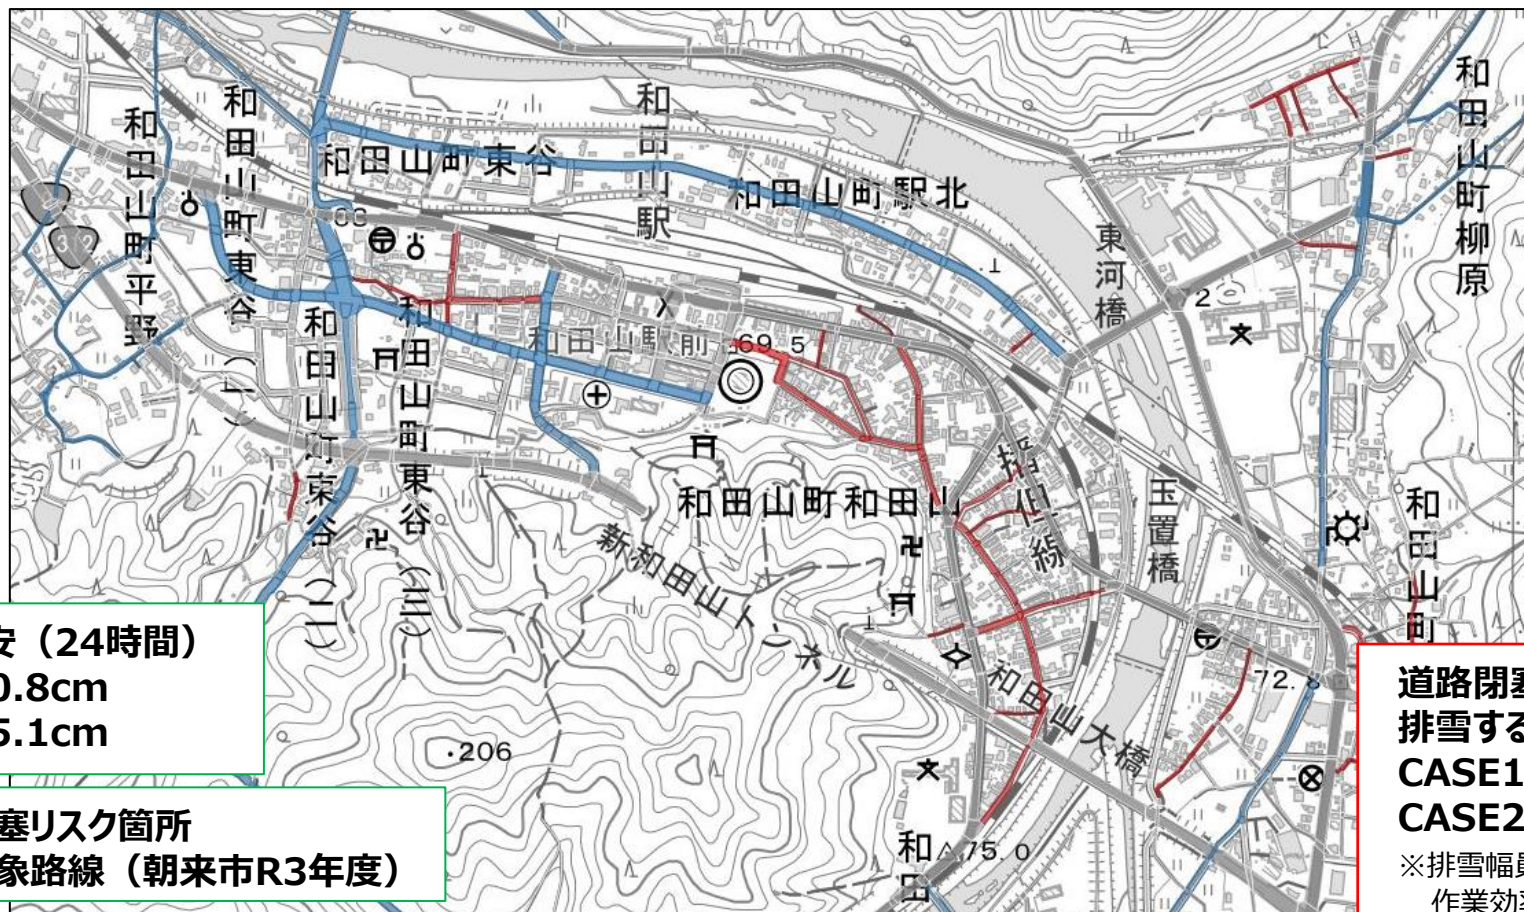 和田山町平野
和田山町東谷（一）
和田山町東谷
和田山駅
和田山町駅北
東河橋
和田山町柳原
312
和田山町東谷（二）
和田山町東谷（三）
和田山駅前
69.5
和田山町和田山
播但線
玉置橋
新和田山トンネル
和田山大橋
和田山町
72.
206
和田
75.0
安（24時間）
0.8cm
5.1cm
塞リスク箇所
象路線（朝来市R3年度）
道路閉塞
排雪する
CASE1
CASE2
※排雪幅員
作業効率